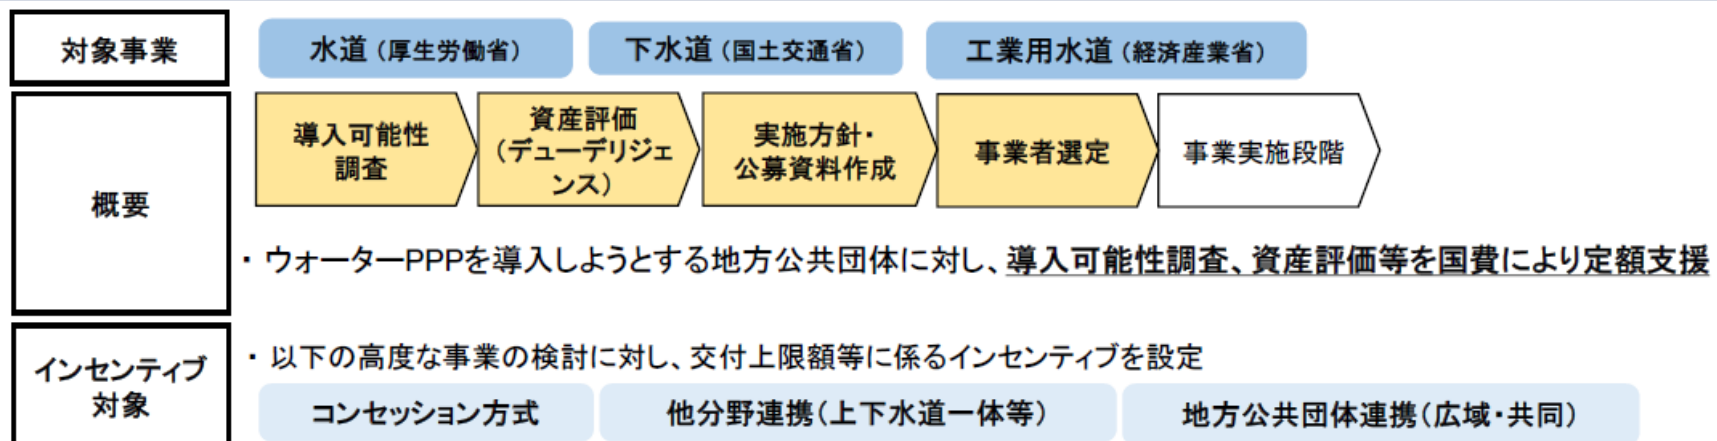 対象事業
水道（厚生労働省）
下水道（国土交通省）
工業用水道（経済産業省）
概要
導入可能性
調査
資産評価
（デューデリジェ
ンス）
実施方針・
公募資料作成
事業者選定
事業実施段階
・ウォーターPPPを導入しようとする地方公共団体に対し、導入可能性調査、資産評価等を国費により定額支援
インセンティブ
対象
・以下の高度な事業の検討に対し、交付上限額等に係るインセンティブを設定
コンセッション方式
他分野連携（上下水道一体等）
地方公共団体連携（広域・共同）